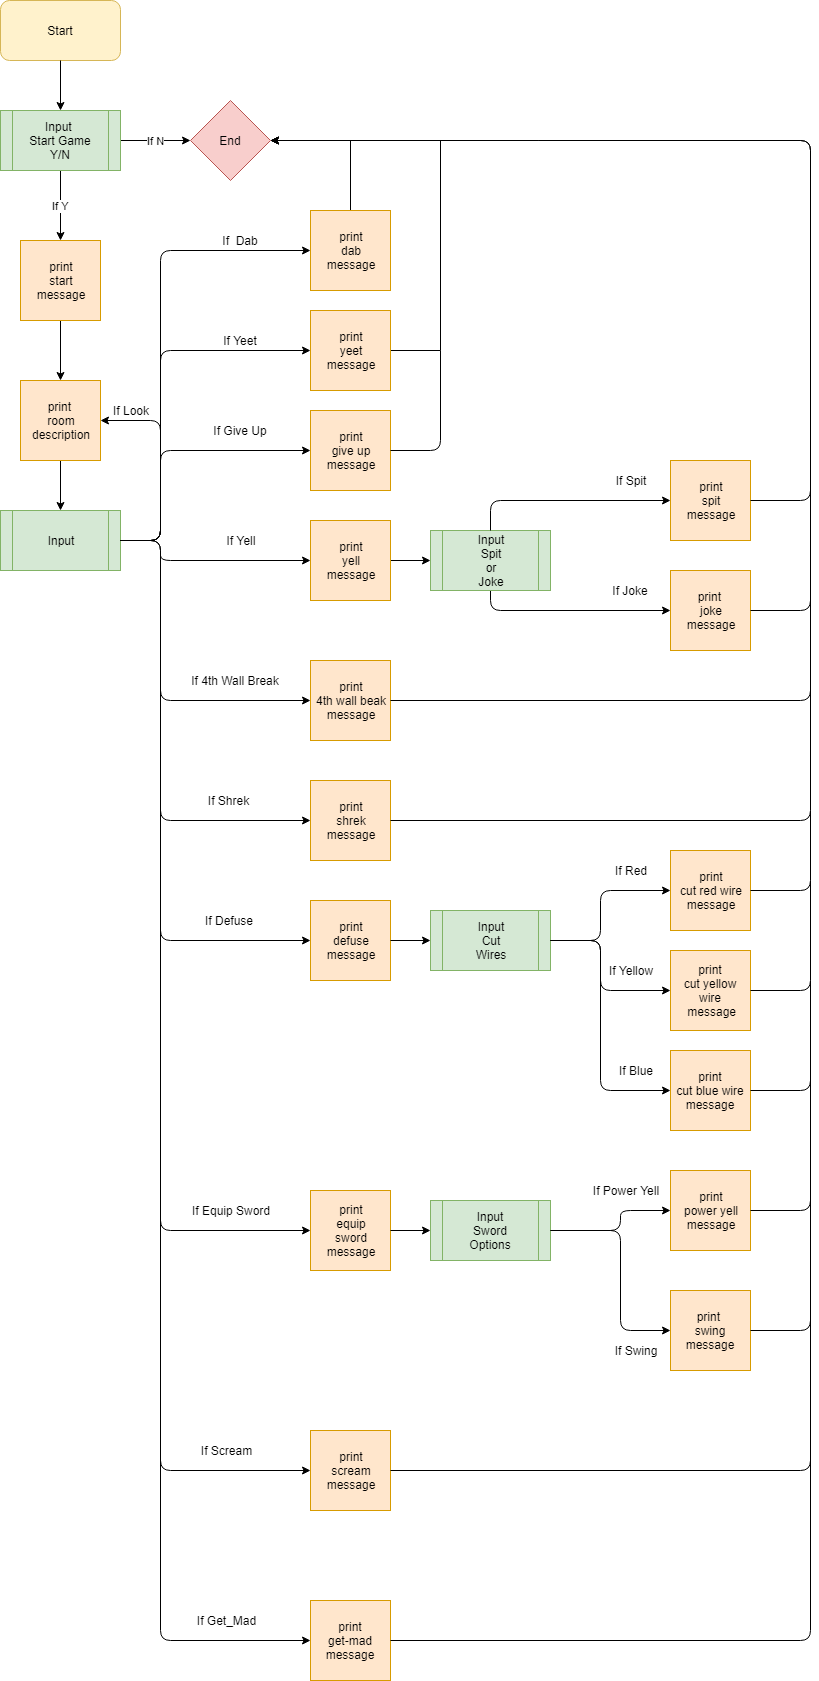 Start
Input
Start Game
Y/N
If N
End
If Y
print
start
message
If Dab
print
dab
message
If Yeet
print
yeet
message
print
room
description
If Look
If Give Up
print
give up
message
Input
If Yell
print
yell
message
Input
Spit
or
Joke
If Spit
print
spit
message
If Joke
print
joke
message
If 4th Wall Break
print
4th wall beak
message
If Shrek
print
shrek
message
If Defuse
print
defuse
message
Input
Cut
Wires
If Red
print
cut red wire
message
If Yellow
print
cut yellow
wire
message
If Blue
print
cut blue wire
message
If Equip Sword
print
equip
sword
message
Input
Sword
Options
If Power Yell
print
power yell
message
If Swing
print
swing
message
If Scream
print
scream
message
If Get_Mad
print
get-mad
message